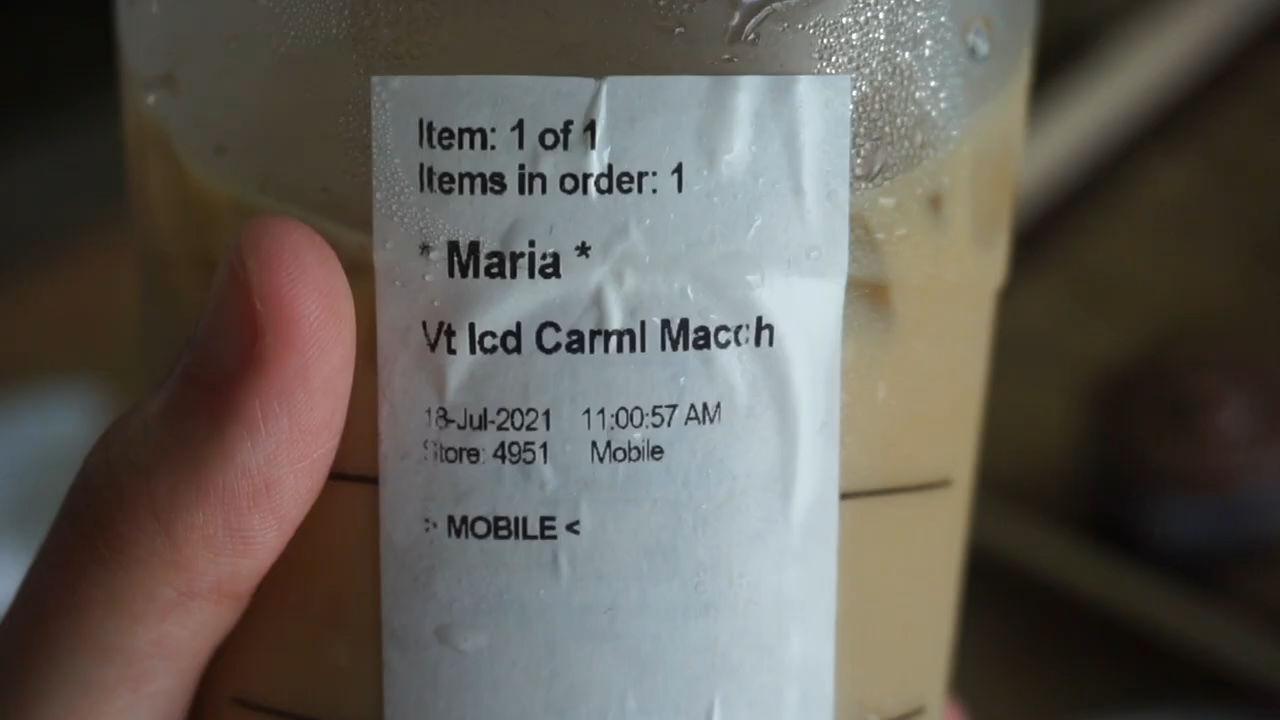 Item: 1 of 1
Items in order: 1
* Maria *
Vt Icd Carml Macch
18-Jul-2021 11:00:57 AM
Store: 4951 Mobile
> MOBILE <